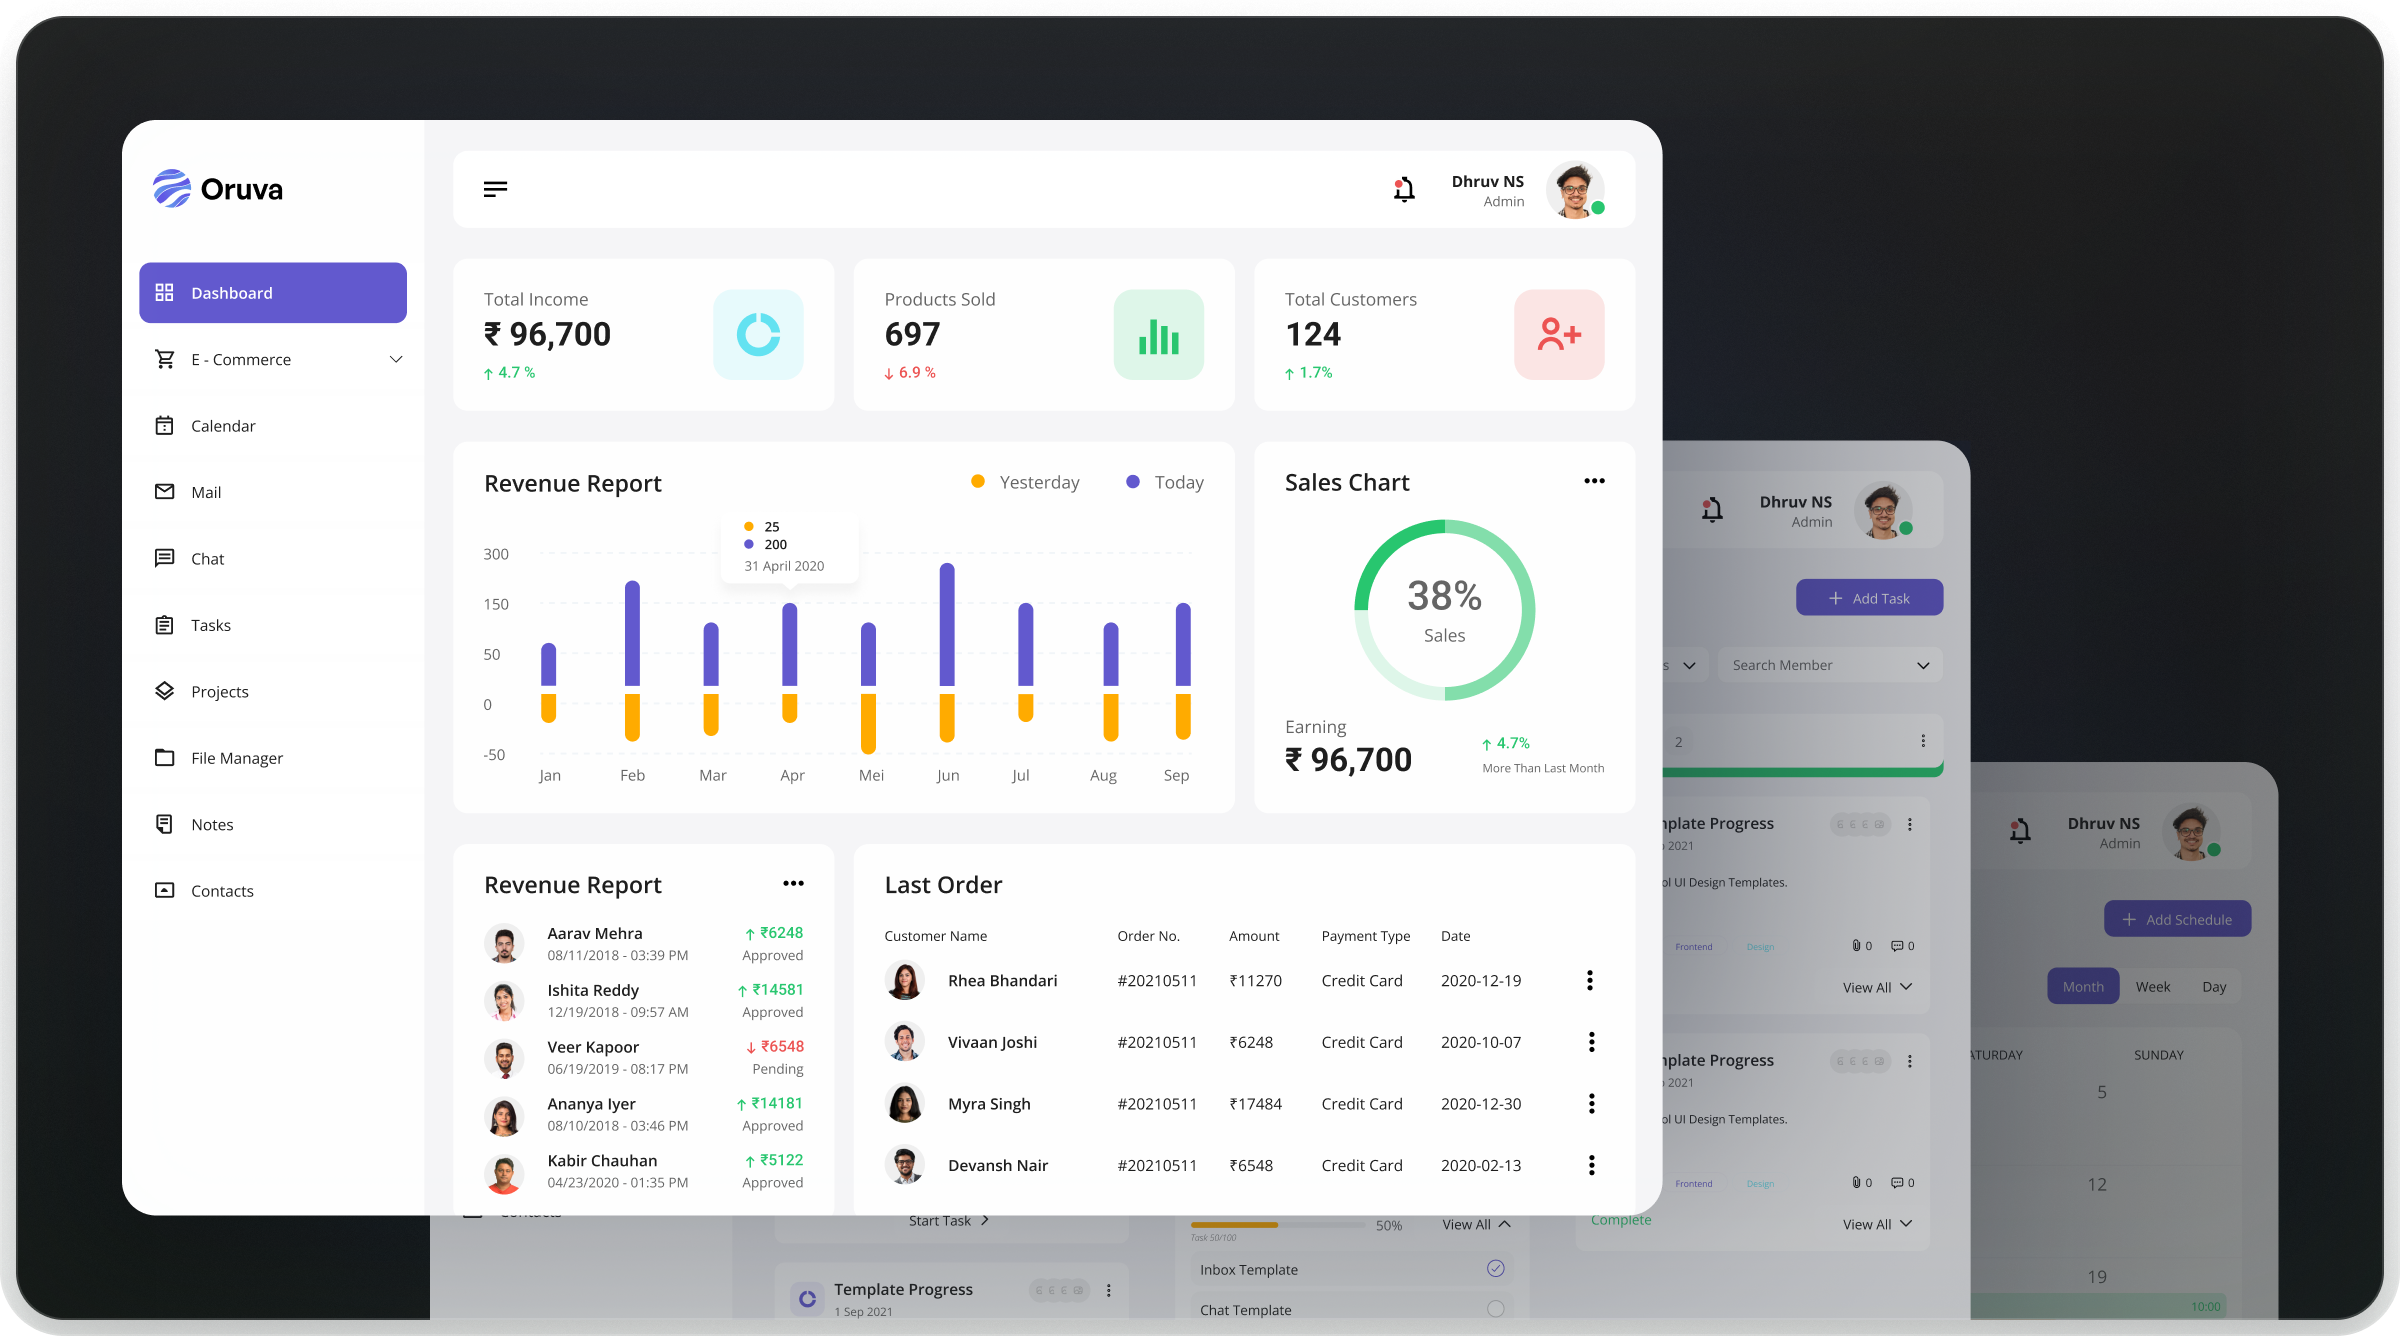 Oruva
Dashboard
E - Commerce
Calendar
Mail
Chat
Tasks
Projects
File Manager
Notes
Contacts
Dhruv NS
Admin
Total Income
₹ 96,700
↑ 4.7 %
Products Sold
697
↓ 6.9 %
Total Customers
124
↑ 1.7%
Revenue Report
Yesterday
Today
25
200
31 April 2020
300
150
50
0
-50
Jan Feb Mar Apr Mei Jun Jul Aug Sep
Sales Chart
38%
Sales
Earning
₹ 96,700
↑ 4.7%
More Than Last Month
Revenue Report
Aarav Mehra ↑ ₹6248
08/11/2018 - 03:39 PM Approved
Ishita Reddy ↑ ₹14581
12/19/2018 - 09:57 AM Approved
Veer Kapoor ↓ ₹6548
06/19/2019 - 08:17 PM Pending
Ananya Iyer ↑ ₹14181
08/10/2018 - 03:46 PM Approved
Kabir Chauhan ↑ ₹5122
04/23/2020 - 01:35 PM Approved
Last Order
Customer Name Order No. Amount Payment Type Date
Rhea Bhandari #20210511 ₹11270 Credit Card 2020-12-19
Vivaan Joshi #20210511 ₹6248 Credit Card 2020-10-07
Myra Singh #20210511 ₹17484 Credit Card 2020-12-30
Devansh Nair #20210511 ₹6548 Credit Card 2020-02-13
Dhruv NS
Admin
+ Add Task
Search Member
2
Progress
2021
UI Design Templates.
Frontend Design 0 0
View All
Progress
2021
UI Design Templates.
Frontend Design 0 0
Complete View All
Start Task
50% View All
Task 50/100
Inbox Template
Chat Template
Template Progress
1 Sep 2021
Dhruv NS
Admin
+ Add Schedule
Month Week Day
SUNDAY
5
12
19
10:00